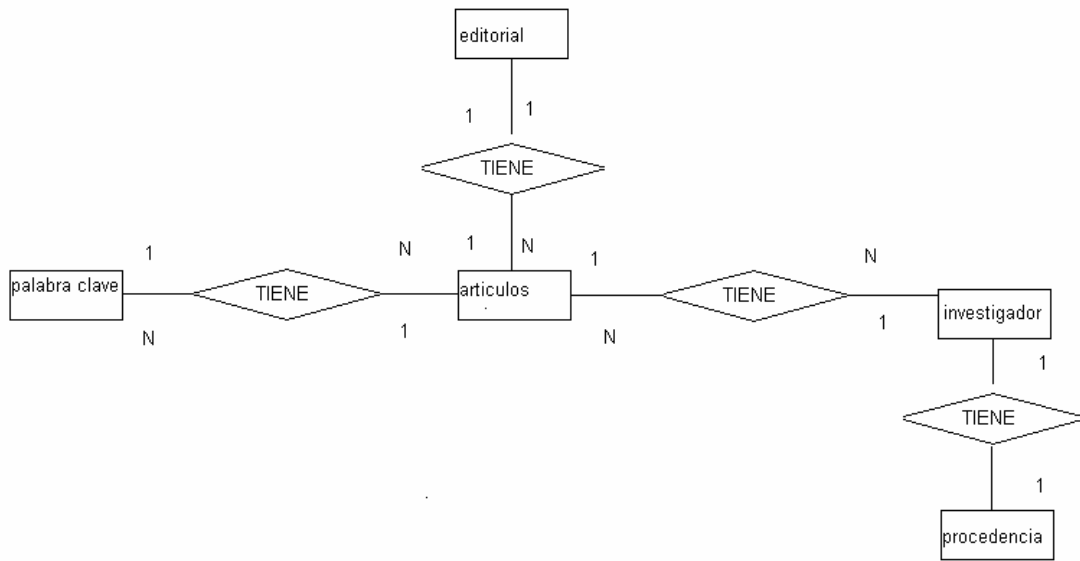 editorial
1 1
TIENE
1 N
1 N
palabra clave
TIENE
articulos
N 1
1 N
TIENE
N 1
investigador
1
TIENE
1
procedencia